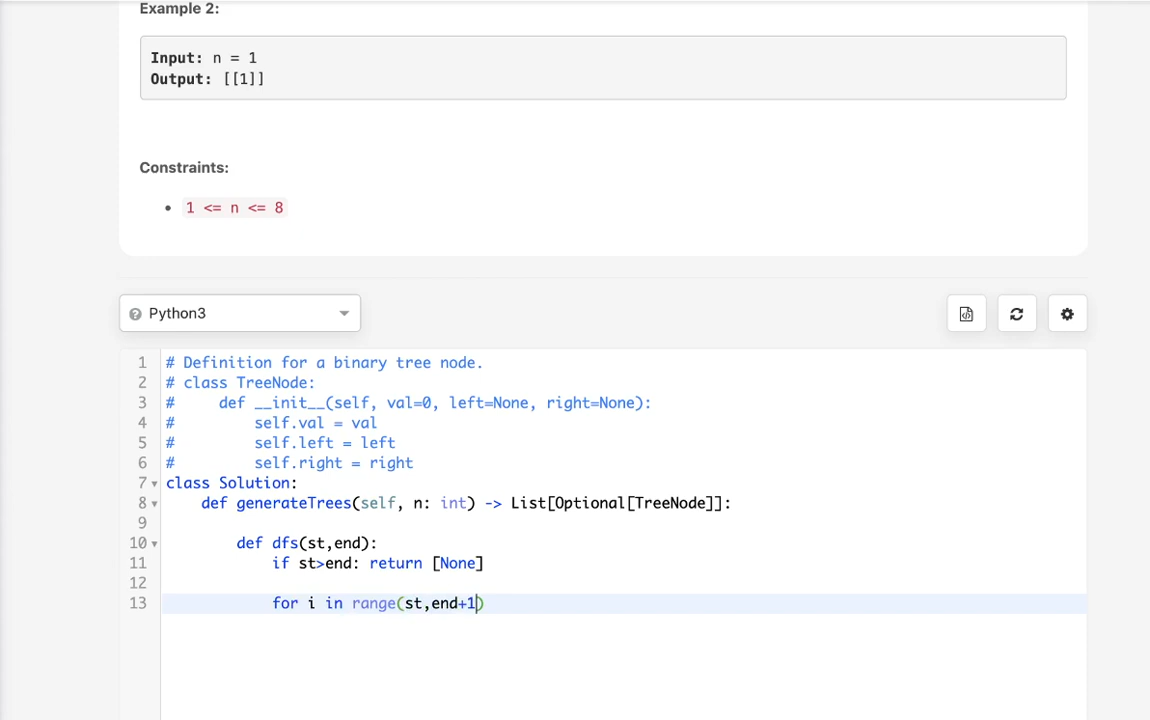 Example 2:
Input: n = 1
Output: [[1]]
Constraints:
• 1 <= n <= 8
Python3
1 # Definition for a binary tree node.
2 # class TreeNode:
3 #     def __init__(self, val=0, left=None, right=None):
4 #         self.val = val
5 #         self.left = left
6 #         self.right = right
7 class Solution:
8     def generateTrees(self, n: int) -> List[Optional[TreeNode]]:
9
10         def dfs(st,end):
11             if st>end: return [None]
12
13             for i in range(st,end+1)